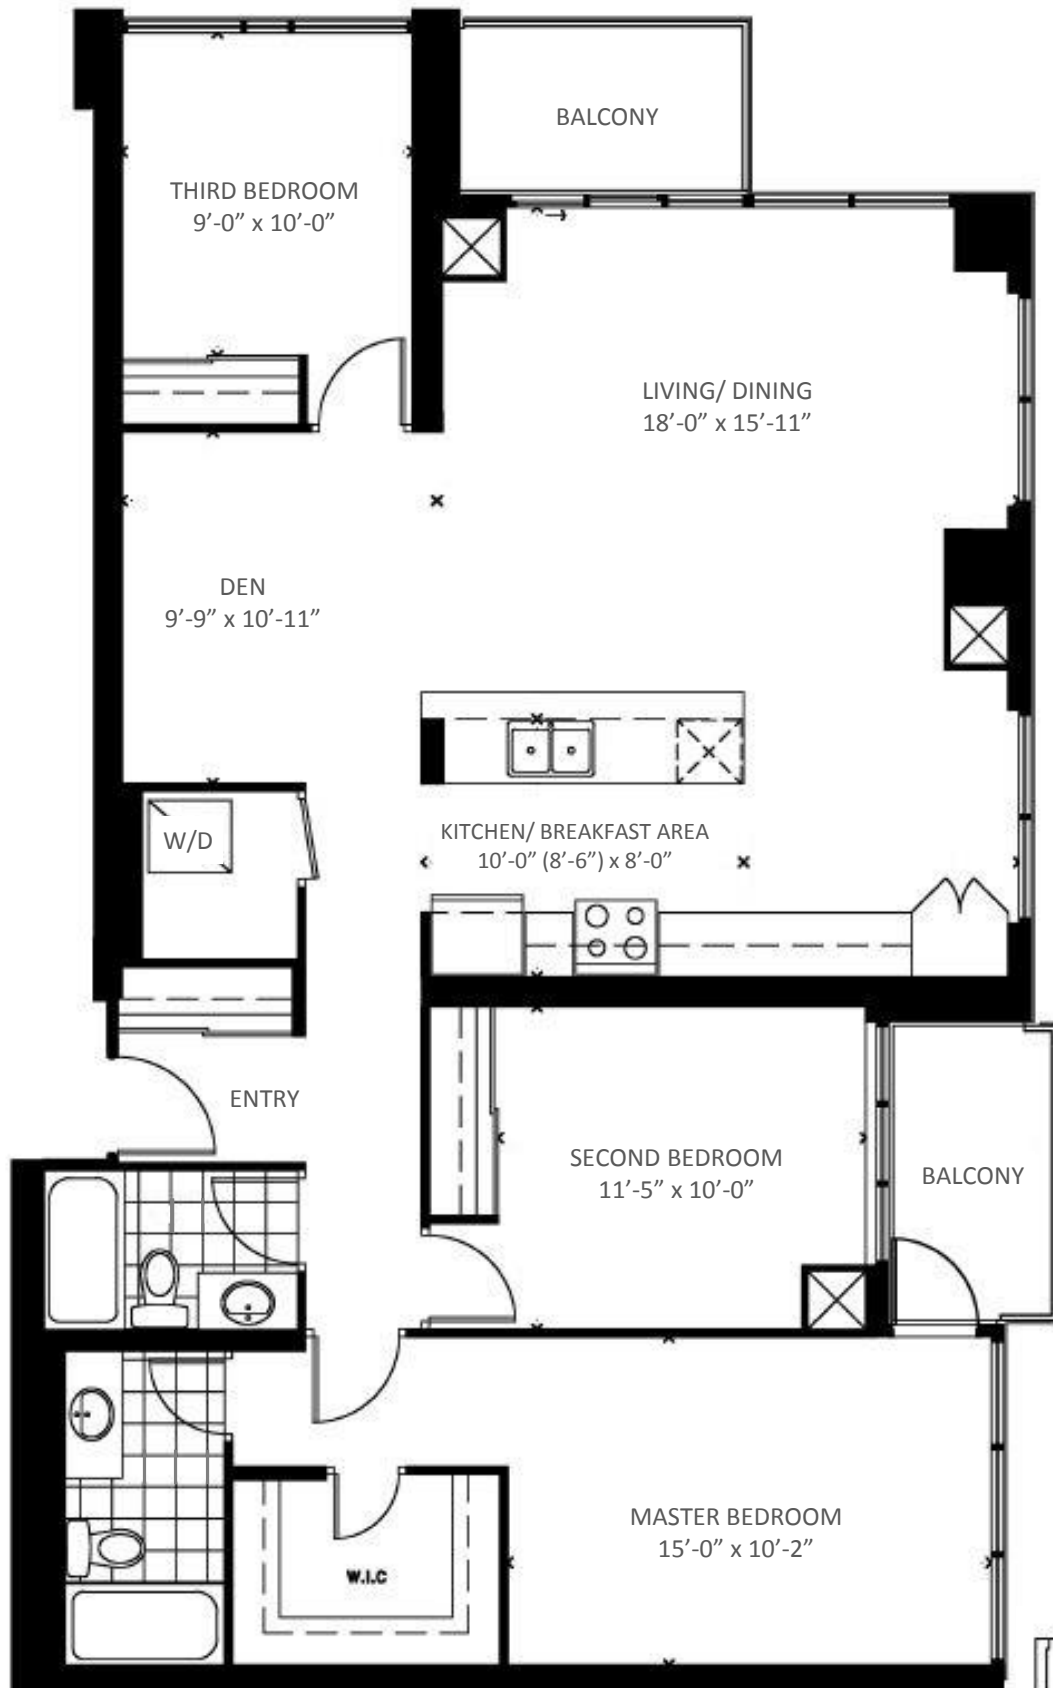 BALCONY
THIRD BEDROOM
9’-0” x 10’-0”
LIVING/ DINING
18’-0” x 15’-11”
DEN
9’-9” x 10’-11”
W/D
KITCHEN/ BREAKFAST AREA
10’-0” (8’-6”) x 8’-0”
ENTRY
SECOND BEDROOM
11’-5” x 10’-0”
BALCONY
MASTER BEDROOM
15’-0” x 10’-2”
W.I.C